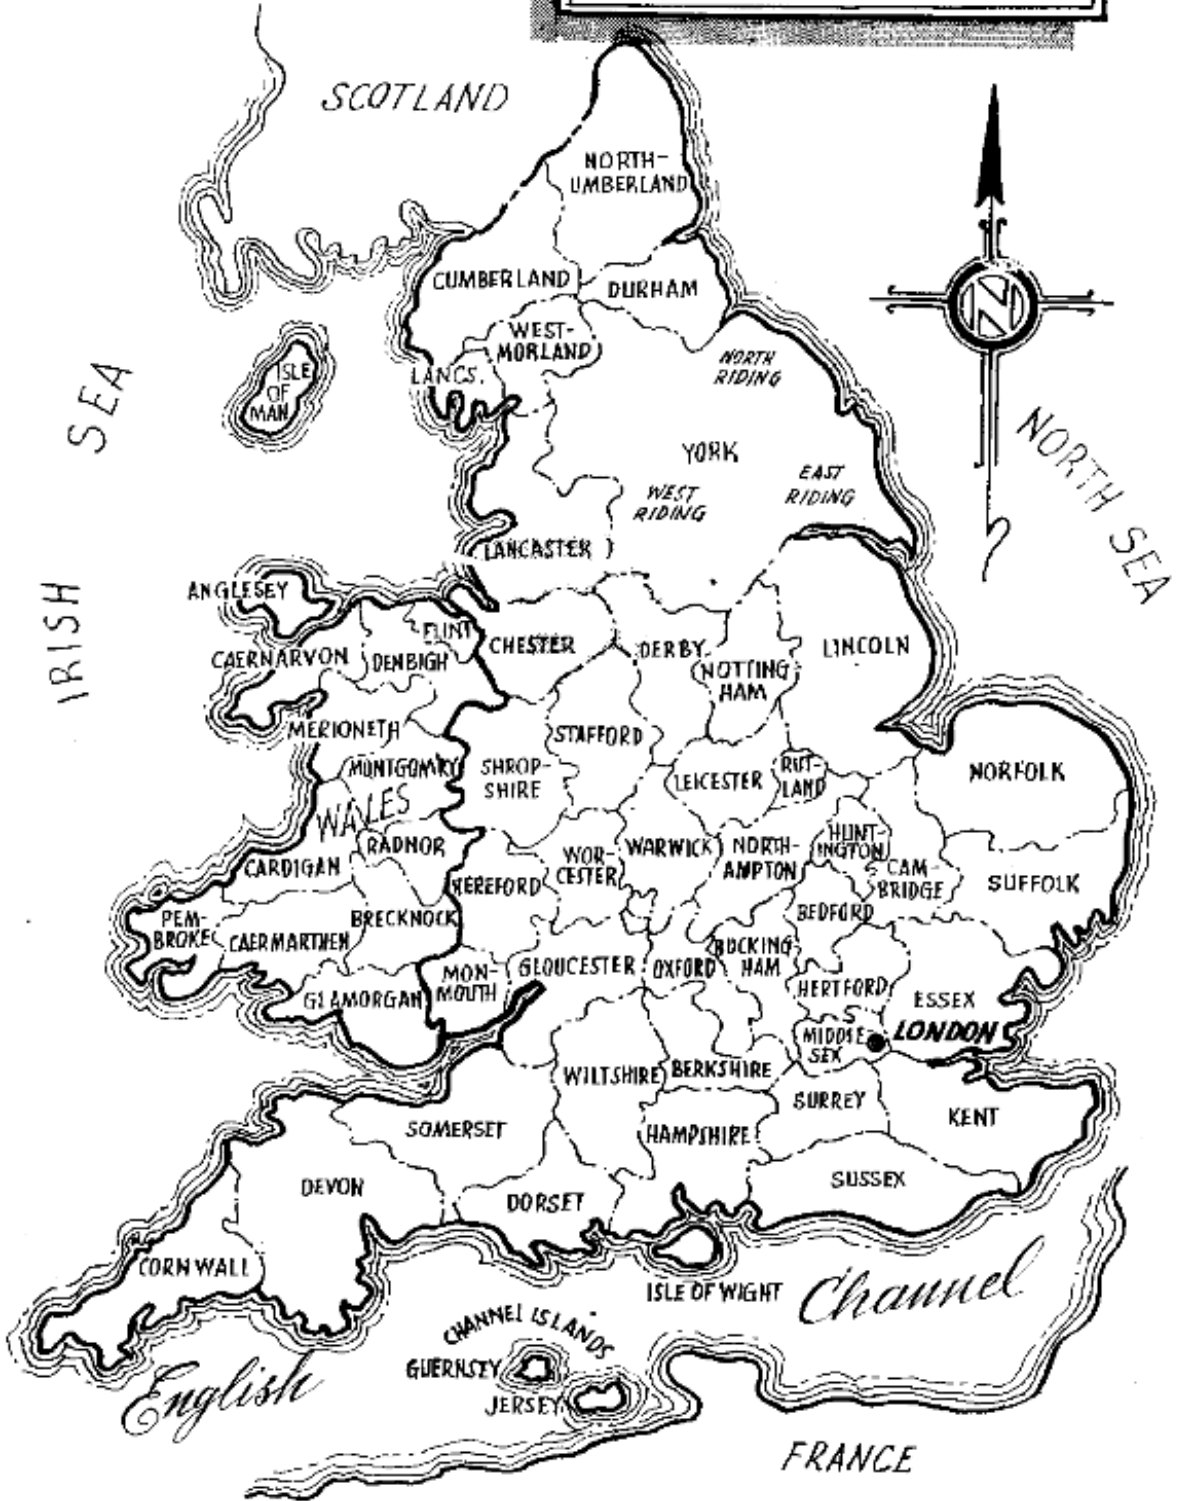 SCOTLAND
NORTH-
UMBERLAND
CUMBERLAND
DURHAM
WEST-
MORLAND
NORTH
RIDING
LANCS.
ISLE
OF
MAN
N
IRISH SEA
NORTH SEA
YORK
WEST
RIDING
EAST
RIDING
LANCASTER
ANGLESEY
FLINT
CHESTER
DERBY
LINCOLN
CAERNARVON
DENBIGH
NOTTING
HAM
MERIONETH
STAFFORD
MONTGOMRY
SHROP-
SHIRE
LEICESTER
RUT-
LAND
NORFOLK
WALES
RADNOR
CARDIGAN
HEREFORD
WOR-
CESTER
WARWICK
NORTH-
AMPTON
HUNT-
INGTON
CAM-
BRIDGE
SUFFOLK
PEM-
BROKE
CAERMARTHEN
BRECKNOCK
BEDFORD
GLAMORGAN
MON-
MOUTH
GLOUCESTER
OXFORD
BUCKING-
HAM
HERTFORD
S
ESSEX
LONDON
MIDDLE-
SEX
WILTSHIRE
BERKSHIRE
SURREY
KENT
SOMERSET
HAMPSHIRE
DEVON
DORSET
SUSSEX
CORNWALL
ISLE OF WIGHT
English Channel
CHANNEL ISLANDS
GUERNSEY
JERSEY
FRANCE